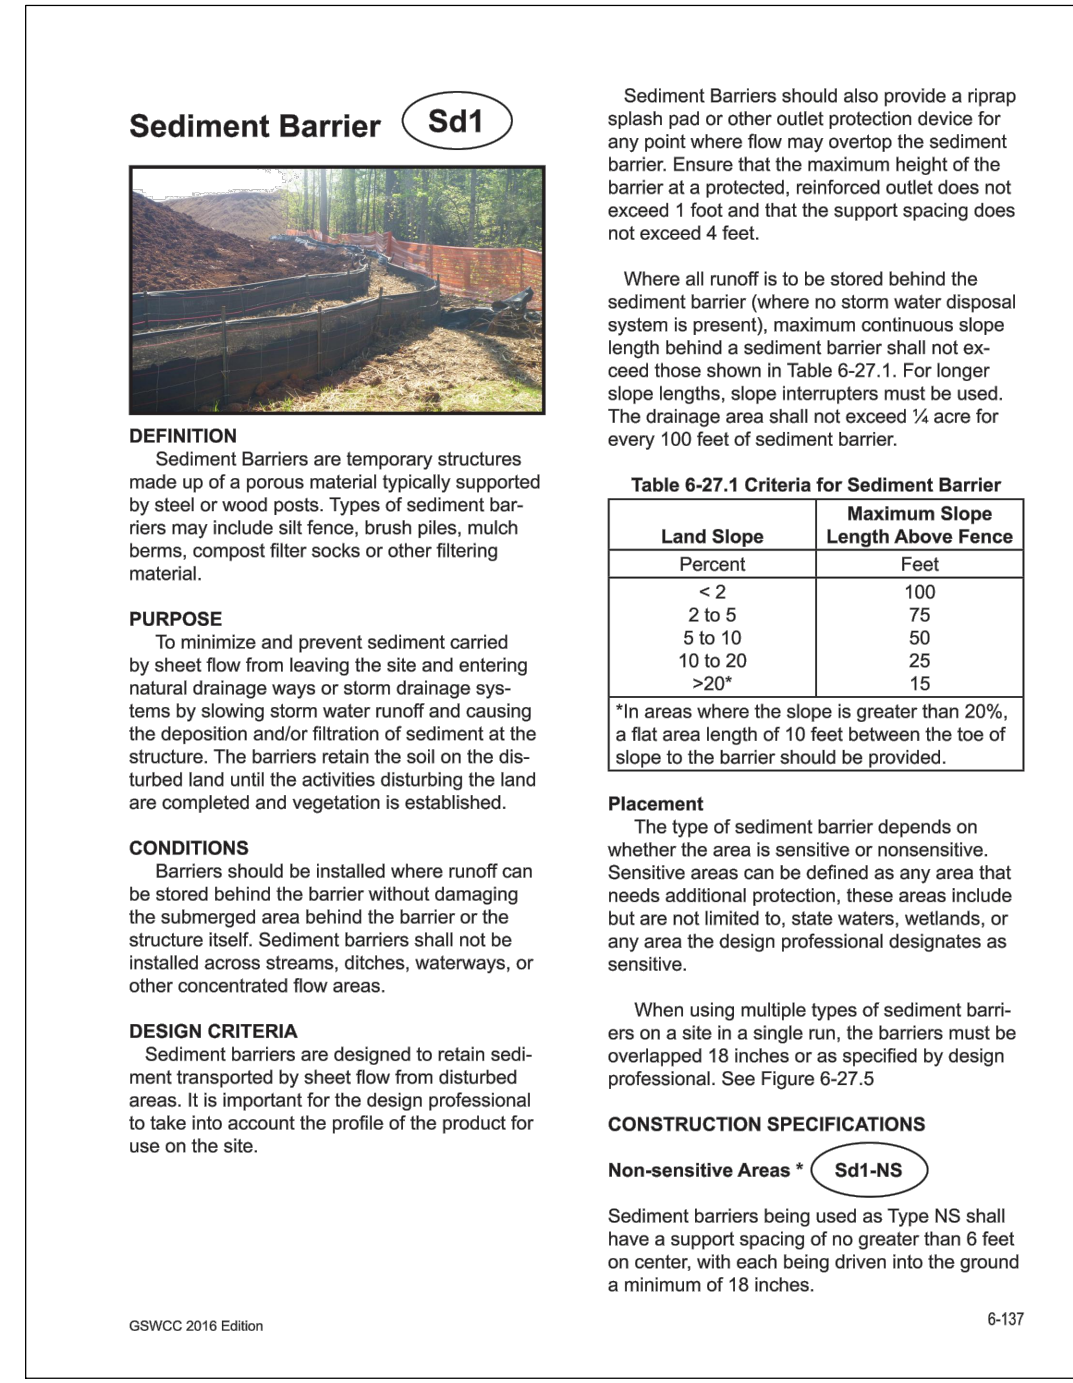 Sediment Barrier Sd1
DEFINITION
Sediment Barriers are temporary structures
made up of a porous material typically supported
by steel or wood posts. Types of sediment bar-
riers may include silt fence, brush piles, mulch
berms, compost filter socks or other filtering
material.
PURPOSE
To minimize and prevent sediment carried
by sheet flow from leaving the site and entering
natural drainage ways or storm drainage sys-
tems by slowing storm water runoff and causing
the deposition and/or filtration of sediment at the
structure. The barriers retain the soil on the dis-
turbed land until the activities disturbing the land
are completed and vegetation is established.
CONDITIONS
Barriers should be installed where runoff can
be stored behind the barrier without damaging
the submerged area behind the barrier or the
structure itself. Sediment barriers shall not be
installed across streams, ditches, waterways, or
other concentrated flow areas.
DESIGN CRITERIA
Sediment barriers are designed to retain sedi-
ment transported by sheet flow from disturbed
areas. It is important for the design professional
to take into account the profile of the product for
use on the site.
Sediment Barriers should also provide a riprap
splash pad or other outlet protection device for
any point where flow may overtop the sediment
barrier. Ensure that the maximum height of the
barrier at a protected, reinforced outlet does not
exceed 1 foot and that the support spacing does
not exceed 4 feet.
Where all runoff is to be stored behind the
sediment barrier (where no storm water disposal
system is present), maximum continuous slope
length behind a sediment barrier shall not ex-
ceed those shown in Table 6-27.1. For longer
slope lengths, slope interrupters must be used.
The drainage area shall not exceed ¼ acre for
every 100 feet of sediment barrier.
Table 6-27.1 Criteria for Sediment Barrier
Maximum Slope
Land Slope Length Above Fence
Percent Feet
< 2 100
2 to 5 75
5 to 10 50
10 to 20 25
>20* 15
*In areas where the slope is greater than 20%,
a flat area length of 10 feet between the toe of
slope to the barrier should be provided.
Placement
The type of sediment barrier depends on
whether the area is sensitive or nonsensitive.
Sensitive areas can be defined as any area that
needs additional protection, these areas include
but are not limited to, state waters, wetlands, or
any area the design professional designates as
sensitive.
When using multiple types of sediment barri-
ers on a site in a single run, the barriers must be
overlapped 18 inches or as specified by design
professional. See Figure 6-27.5
CONSTRUCTION SPECIFICATIONS
Non-sensitive Areas * Sd1-NS
Sediment barriers being used as Type NS shall
have a support spacing of no greater than 6 feet
on center, with each being driven into the ground
a minimum of 18 inches.
GSWCC 2016 Edition
6-137